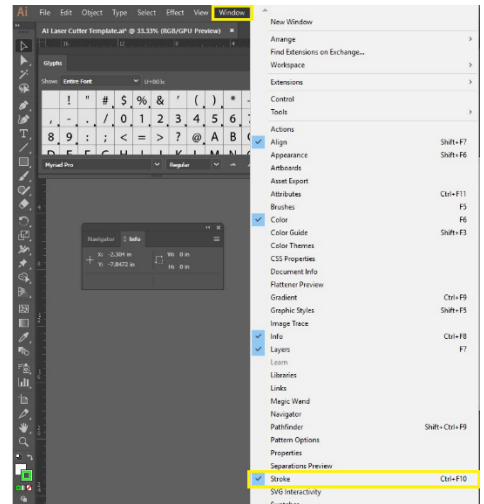 Ai File Edit Object Type Select Effect View Window
AI Laser Cutter Template.ai* @ 33.33% (RGB/GPU Preview) ×
Glyphs
Show: Entire Font U+003c
! " # $ % & ' ( ) *
, - . / 0 1 2 3 4 5 6
8 9 : ; < = > ? @ A B
Myriad Pro Regular
Navigator Info
X: -2.304 in W: 0 in
Y: -7.8472 in H: 0 in
New Window
Arrange
Find Extensions on Exchange...
Workspace
Extensions
Control
Tools
Actions
Align Shift+F7
Appearance Shift+F6
Artboards
Asset Export
Attributes Ctrl+F11
Brushes F5
Color F6
Color Guide Shift+F3
Color Themes
CSS Properties
Document Info
Flattener Preview
Gradient Ctrl+F9
Graphic Styles Shift+F5
Image Trace
Info Ctrl+F8
Layers F7
Learn
Libraries
Links
Magic Wand
Navigator
Pathfinder Shift+Ctrl+F9
Pattern Options
Properties
Separations Preview
Stroke Ctrl+F10
SVG Interactivity
Swatches